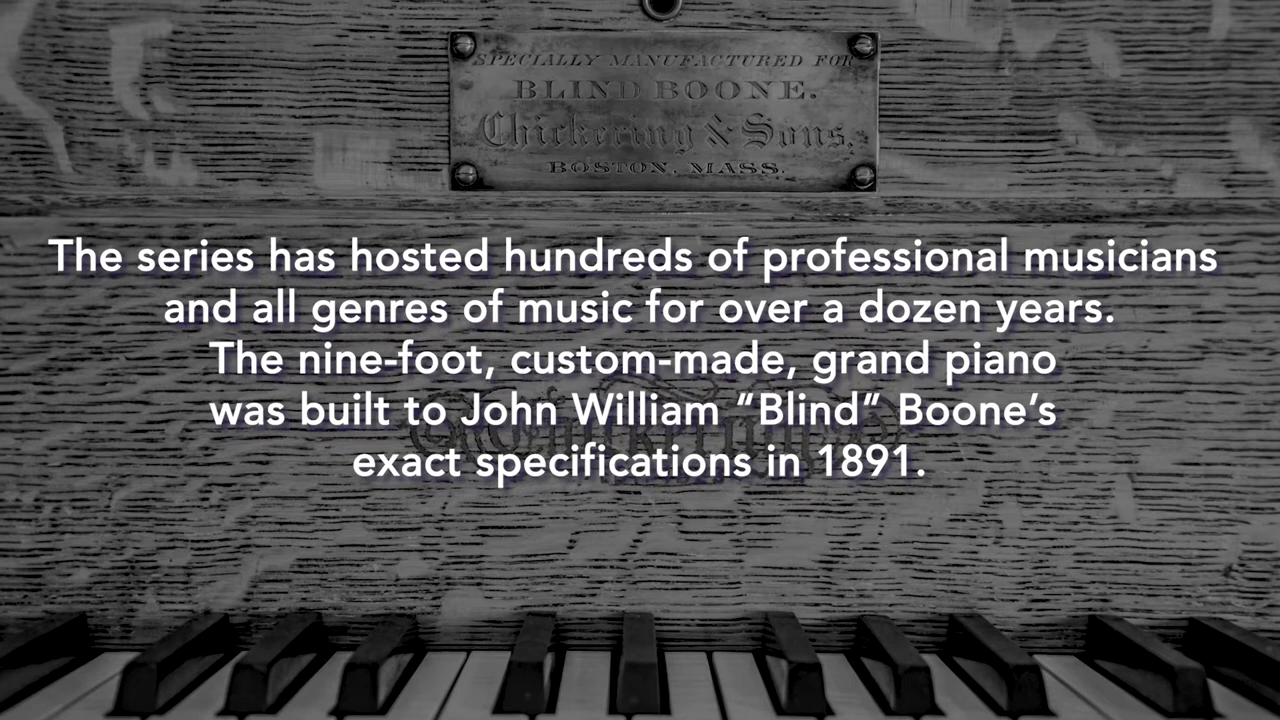 SPECIALLY MANUFACTURED FOR
BLIND BOONE.
Chickering & Sons,
BOSTON, MASS.
The series has hosted hundreds of professional musicians
and all genres of music for over a dozen years.
The nine-foot, custom-made, grand piano
was built to John William “Blind” Boone’s
exact specifications in 1891.